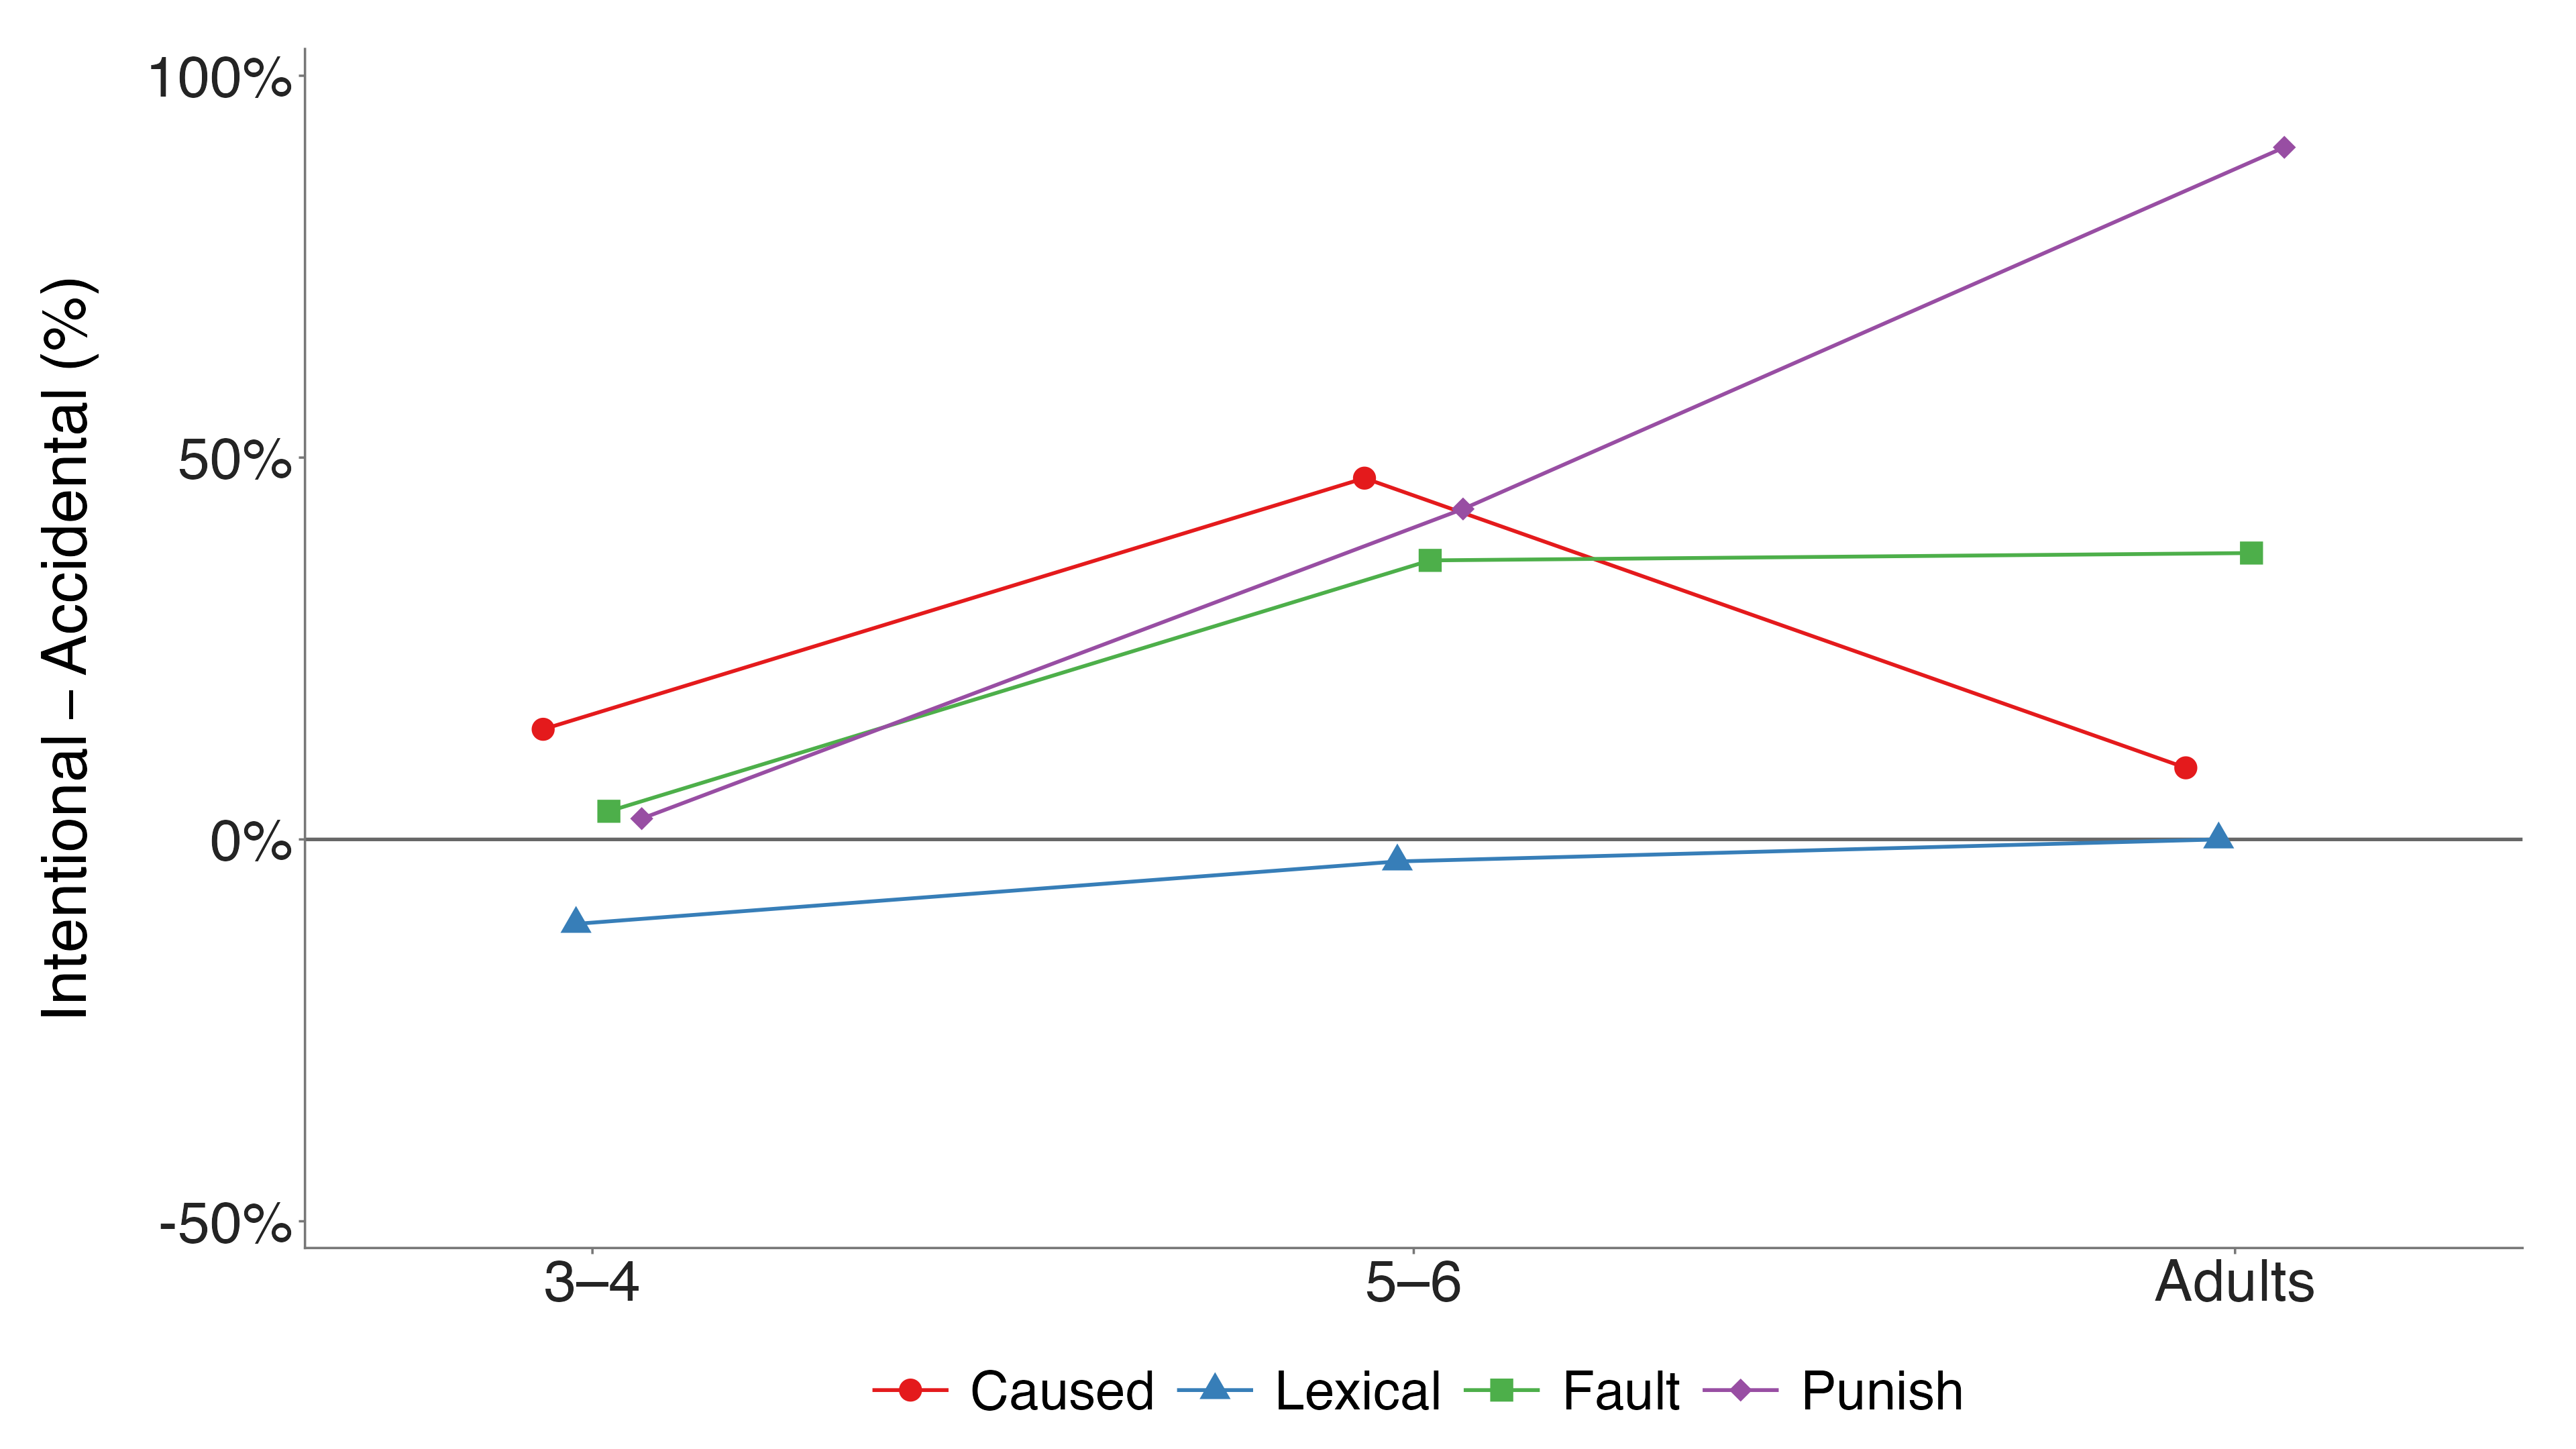 Intentional – Accidental (%)
100%
50%
0%
-50%
3–4 5–6 Adults
Caused Lexical Fault Punish